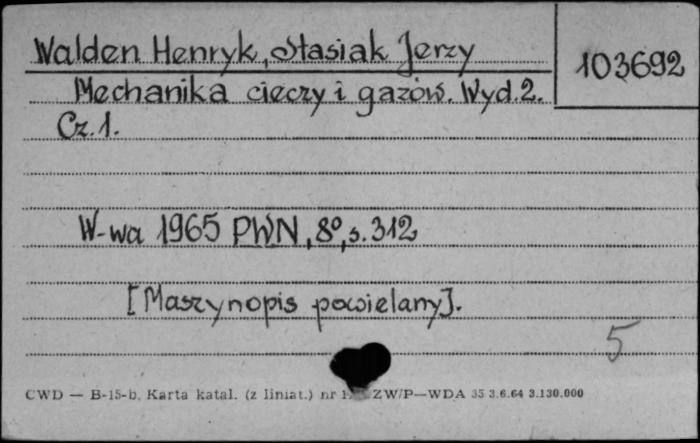 Walden Henryk, Stasiak Jerzy
103692
Mechanika cieczy i gazów. Wyd. 2.
Cz. 1.
W-wa 1965 PWN, 8°, s. 312
[Maszynopis powielany].
5
CWD — B-15-b. Karta katal. (z liniat.) nr ZW/P—WDA 35 3.6.64 3.130.000